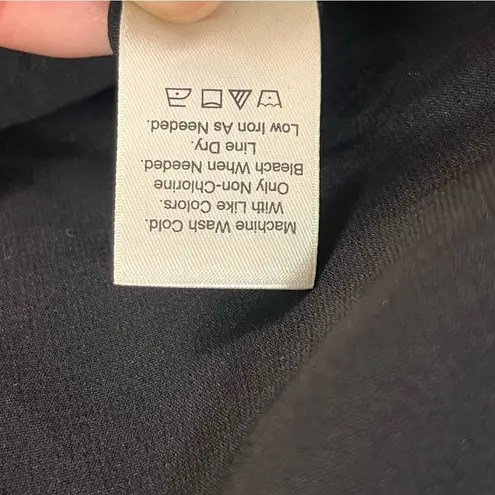 Machine Wash Cold.
With Like Colors.
Only Non-Chlorine
Bleach When Needed.
Line Dry.
Low Iron As Needed.